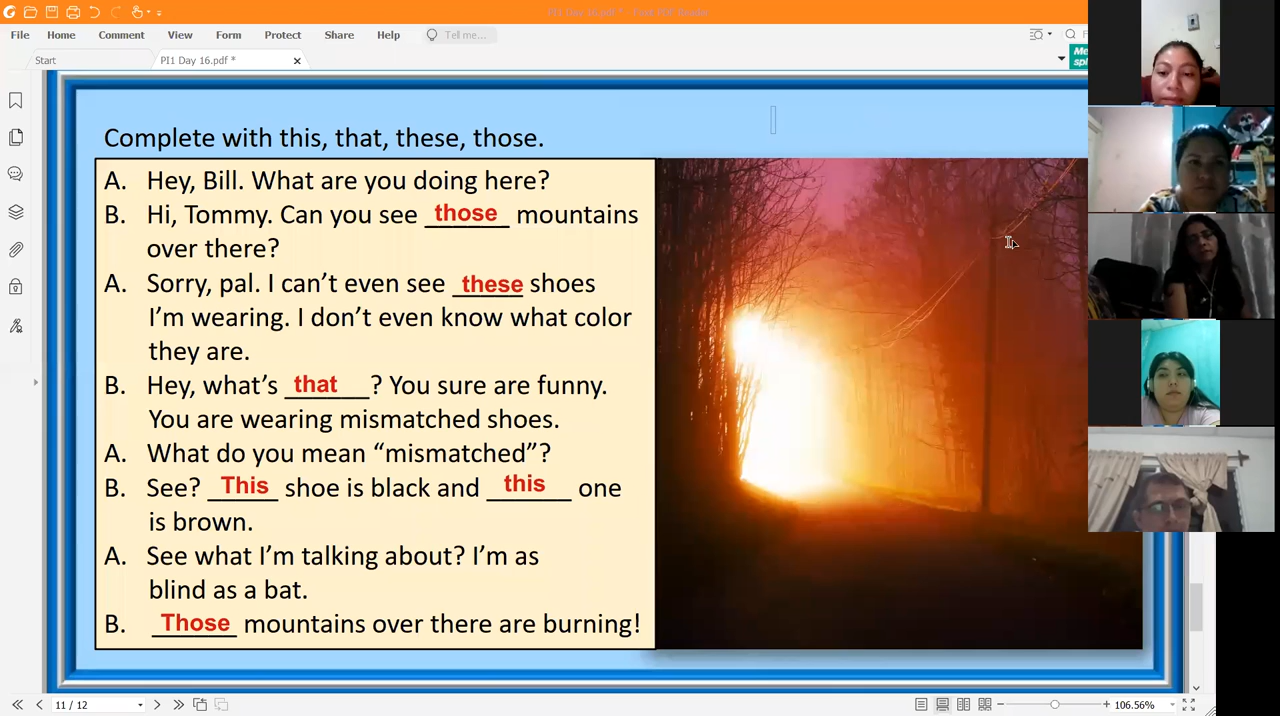 File Home Comment View Form Protect Share Help Tell me...
Start PI1 Day 16.pdf *
Complete with this, that, these, those.
A. Hey, Bill. What are you doing here?
B. Hi, Tommy. Can you see those mountains
over there?
A. Sorry, pal. I can’t even see these shoes
I’m wearing. I don’t even know what color
they are.
B. Hey, what’s that ? You sure are funny.
You are wearing mismatched shoes.
A. What do you mean “mismatched”?
B. See? This shoe is black and this one
is brown.
A. See what I’m talking about? I’m as
blind as a bat.
B. Those mountains over there are burning!
11 / 12
106.56%